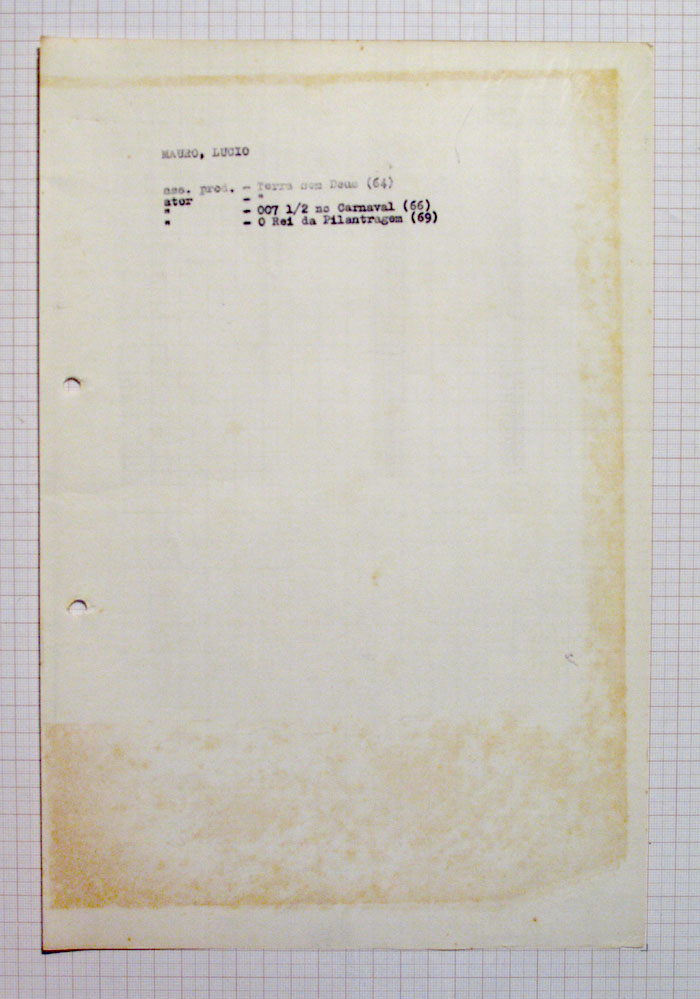 MAURO, LUCIO
ass. prod. - Terra sem Deus (64)
ator - "
" - 007 1/2 no Carnaval (66)
" - O Rei da Pilantragem (69)